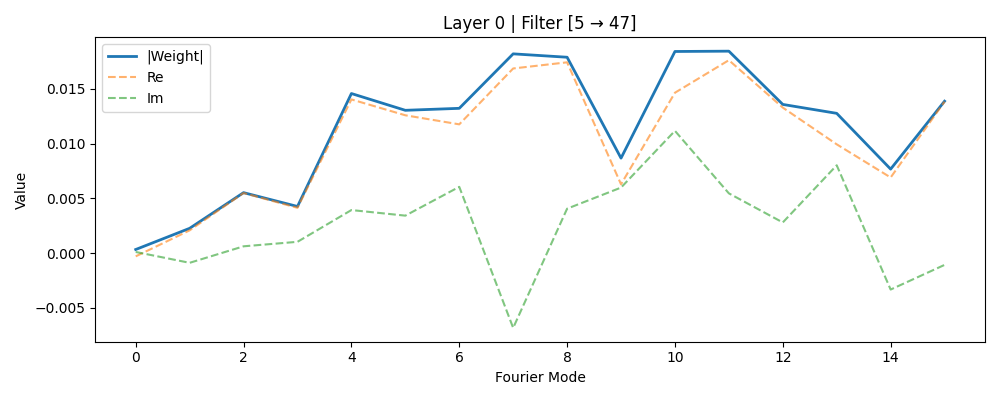 Layer 0 | Filter [5 → 47]
|Weight|
Re
Im
Value
0.015
0.010
0.005
0.000
−0.005
0 2 4 6 8 10 12 14
Fourier Mode